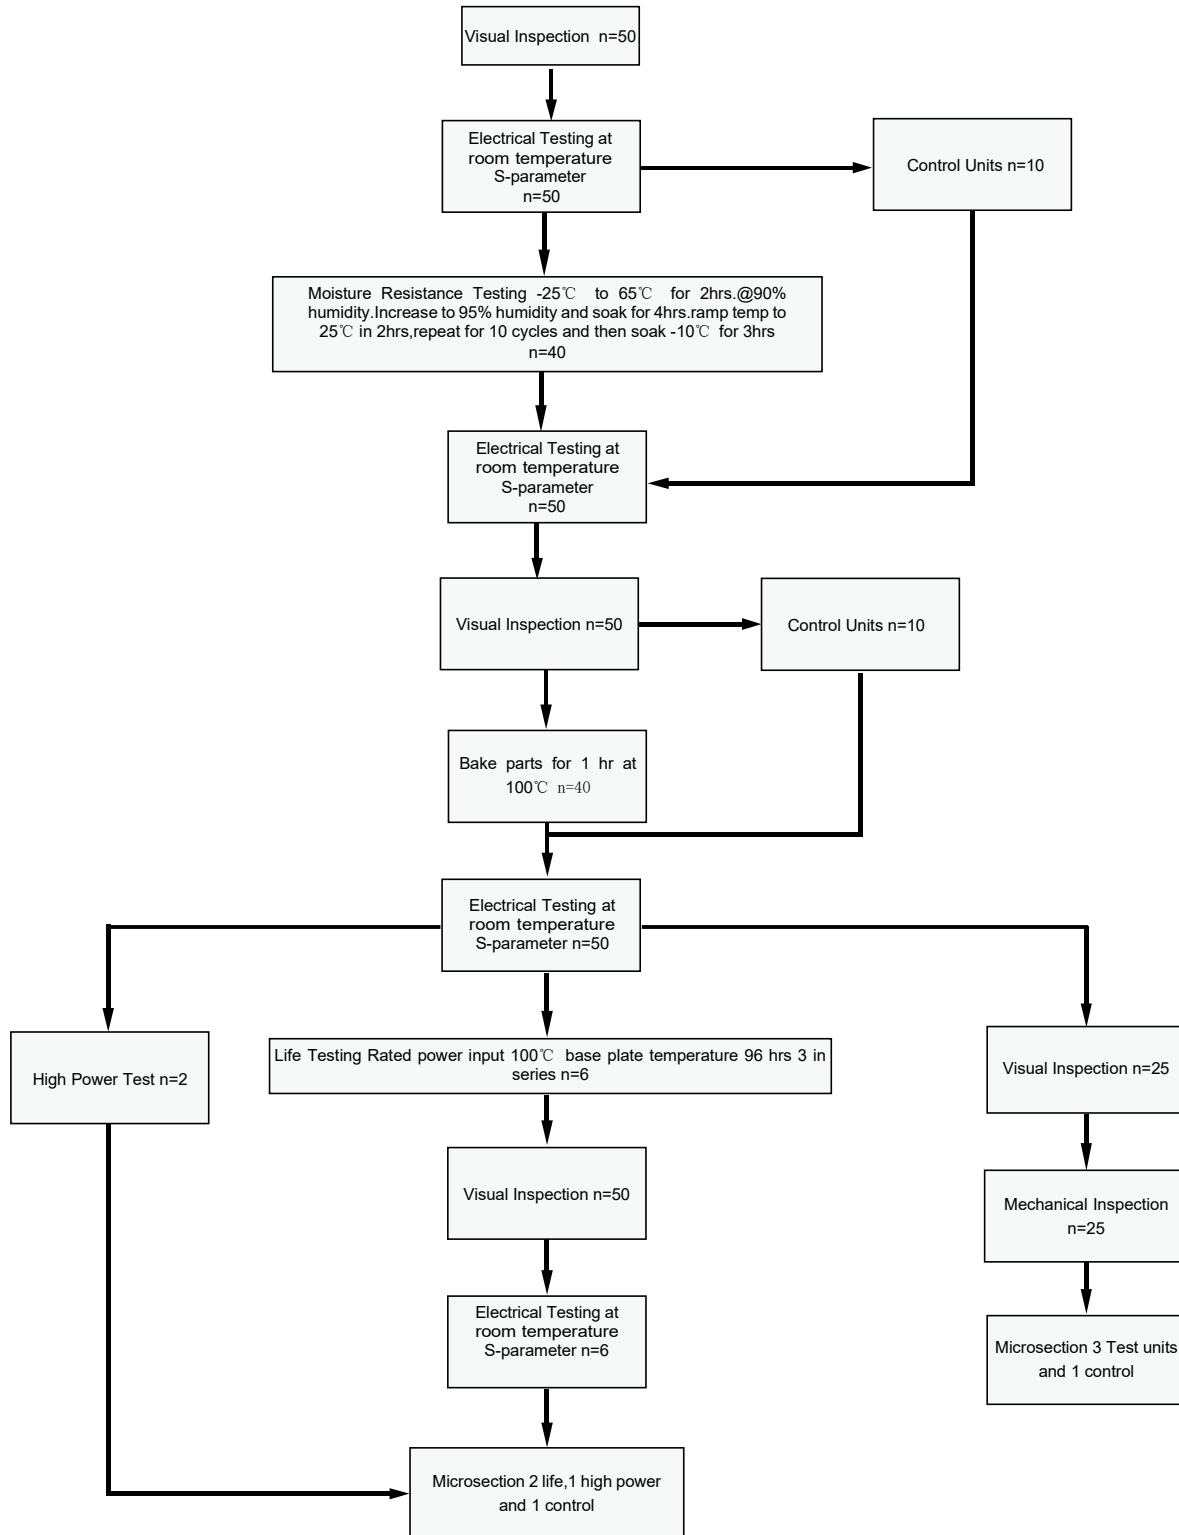 Visual Inspection n=50
Electrical Testing at
room temperature
S-parameter
n=50
Control Units n=10
Moisture Resistance Testing -25℃ to 65℃ for 2hrs.@90%
humidity.Increase to 95% humidity and soak for 4hrs.ramp temp to
25℃ in 2hrs,repeat for 10 cycles and then soak -10℃ for 3hrs
n=40
Electrical Testing at
room temperature
S-parameter
n=50
Visual Inspection n=50
Control Units n=10
Bake parts for 1 hr at
100℃ n=40
Electrical Testing at
room temperature
S-parameter n=50
High Power Test n=2
Life Testing Rated power input 100℃ base plate temperature 96 hrs 3 in
series n=6
Visual Inspection n=25
Visual Inspection n=50
Mechanical Inspection
n=25
Electrical Testing at
room temperature
S-parameter n=6
Microsection 3 Test units
and 1 control
Microsection 2 life,1 high power
and 1 control